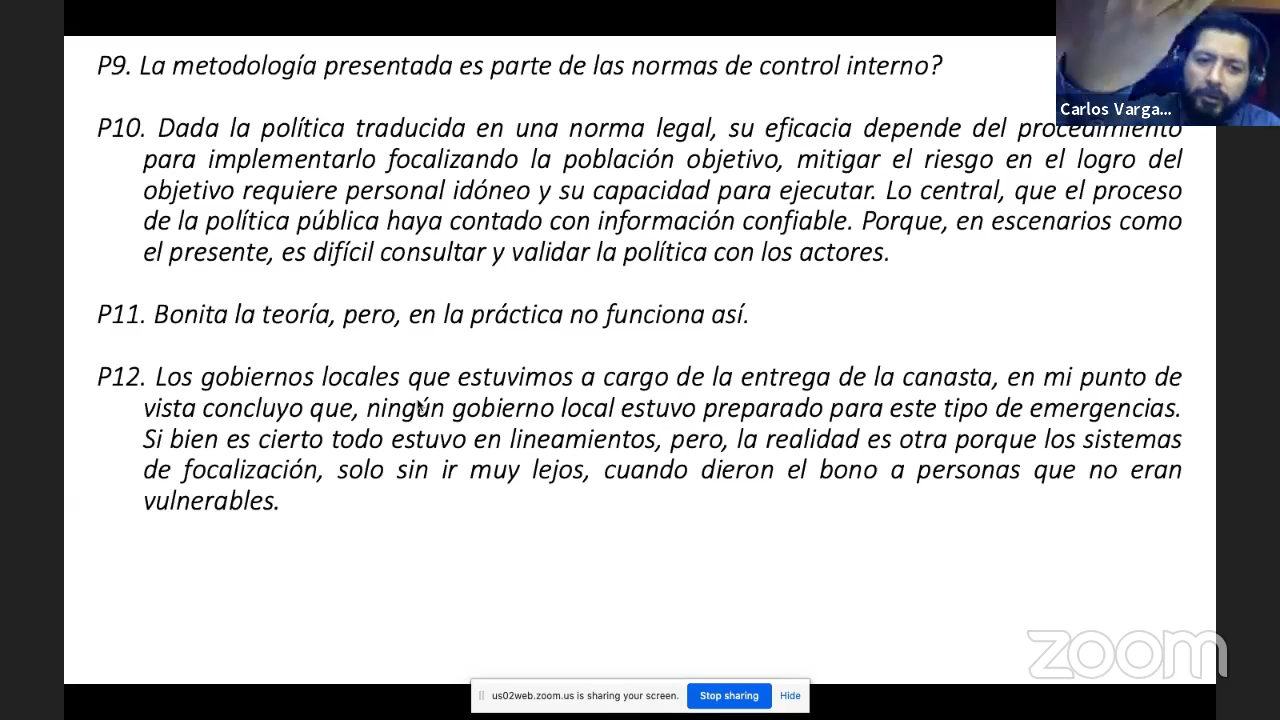 P9. La metodología presentada es parte de las normas de control interno?
Carlos Varga...
P10. Dada la política traducida en una norma legal, su eficacia depende del procedimiento
para implementarlo focalizando la población objetivo, mitigar el riesgo en el logro del
objetivo requiere personal idóneo y su capacidad para ejecutar. Lo central, que el proceso
de la política pública haya contado con información confiable. Porque, en escenarios como
el presente, es difícil consultar y validar la política con los actores.
P11. Bonita la teoría, pero, en la práctica no funciona así.
P12. Los gobiernos locales que estuvimos a cargo de la entrega de la canasta, en mi punto de
vista concluyo que, ningún gobierno local estuvo preparado para este tipo de emergencias.
Si bien es cierto todo estuvo en lineamientos, pero, la realidad es otra porque los sistemas
de focalización, solo sin ir muy lejos, cuando dieron el bono a personas que no eran
vulnerables.
zoom
us02web.zoom.us is sharing your screen. Stop sharing Hide